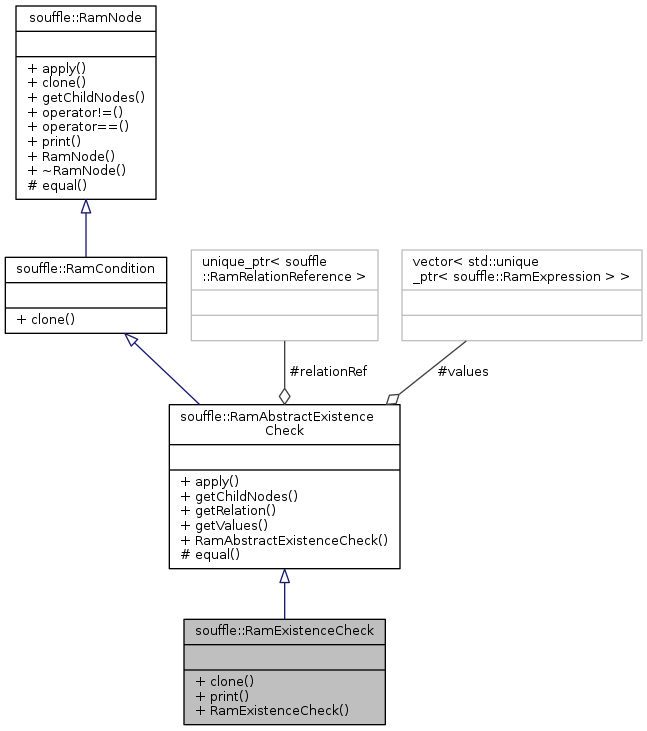 souffle::RamNode
+ apply()
+ clone()
+ getChildNodes()
+ operator!=()
+ operator==()
+ print()
+ RamNode()
+ ~RamNode()
# equal()
souffle::RamCondition
+ clone()
unique_ptr< souffle
::RamRelationReference >
vector< std::unique
_ptr< souffle::RamExpression > >
#relationRef
#values
souffle::RamAbstractExistence
Check
+ apply()
+ getChildNodes()
+ getRelation()
+ getValues()
+ RamAbstractExistenceCheck()
# equal()
souffle::RamExistenceCheck
+ clone()
+ print()
+ RamExistenceCheck()